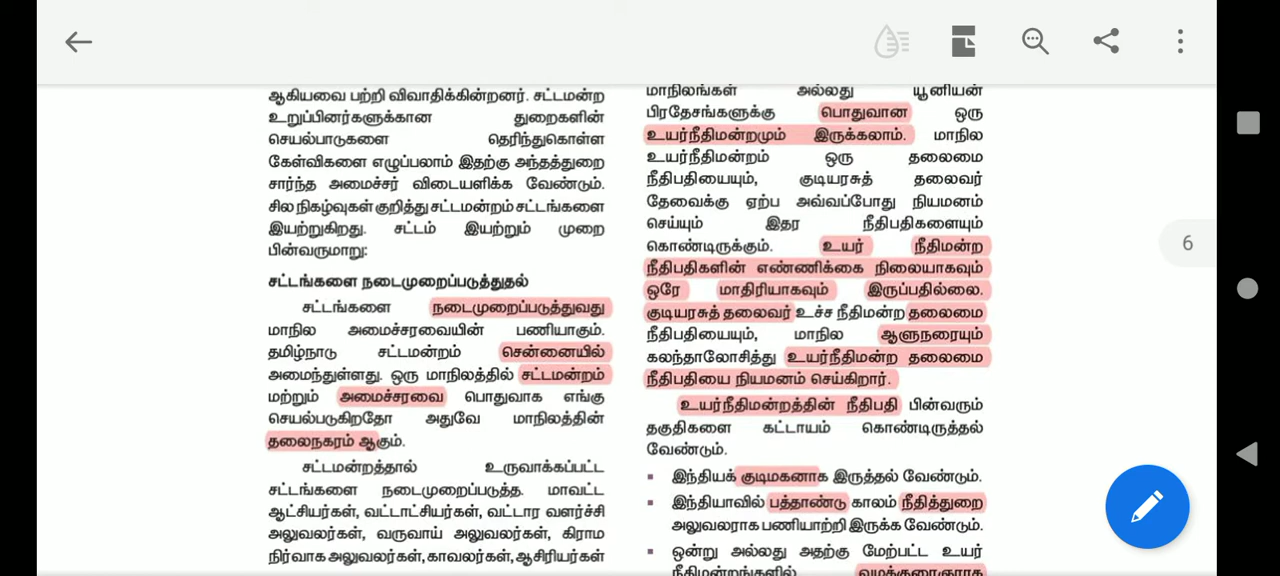 ஆகியவை பற்றி விவாதிக்கின்றனர். சட்டமன்ற
உறுப்பினர்களுக்கான துறைகளின்
செயல்பாடுகளை தெரிந்துகொள்ள
கேள்விகளை எழுப்பலாம் இதற்கு அந்தத்துறை
சார்ந்த அமைச்சர் விடையளிக்க வேண்டும்.
சில நிகழ்வுகள் குறித்து சட்டமன்றம் சட்டங்களை
இயற்றுகிறது. சட்டம் இயற்றும் முறை
பின்வருமாறு:
சட்டங்களை நடைமுறைப்படுத்துதல்
சட்டங்களை நடைமுறைப்படுத்துவது
மாநில அமைச்சரவையின் பணியாகும்.
தமிழ்நாடு சட்டமன்றம் சென்னையில்
அமைந்துள்ளது. ஒரு மாநிலத்தில் சட்டமன்றம்
மற்றும் அமைச்சரவை பொதுவாக எங்கு
செயல்படுகிறதோ அதுவே மாநிலத்தின்
தலைநகரம் ஆகும்.
சட்டமன்றத்தால் உருவாக்கப்பட்ட
சட்டங்களை நடைமுறைப்படுத்த. மாவட்ட
ஆட்சியர்கள், வட்டாட்சியர்கள், வட்டார வளர்ச்சி
அலுவலர்கள், வருவாய் அலுவலர்கள், கிராம
நிர்வாக அலுவலர்கள், காவலர்கள், ஆசிரியர்கள்
மாநிலங்கள் அல்லது யூனியன்
பிரதேசங்களுக்கு பொதுவான ஒரு
உயர்நீதிமன்றமும் இருக்கலாம். மாநில
உயர்நீதிமன்றம் ஒரு தலைமை
நீதிபதியையும், குடியரசுத் தலைவர்
தேவைக்கு ஏற்ப அவ்வப்போது நியமனம்
செய்யும் இதர நீதிபதிகளையும்
கொண்டிருக்கும். உயர் நீதிமன்ற
நீதிபதிகளின் எண்ணிக்கை நிலையாகவும்
ஒரே மாதிரியாகவும் இருப்பதில்லை.
குடியரசுத் தலைவர் உச்ச நீதிமன்ற தலைமை
நீதிபதியையும், மாநில ஆளுநரையும்
கலந்தாலோசித்து உயர்நீதிமன்ற தலைமை
நீதிபதியை நியமனம் செய்கிறார்.
உயர்நீதிமன்றத்தின் நீதிபதி பின்வரும்
தகுதிகளை கட்டாயம் கொண்டிருத்தல்
வேண்டும்.
▪ இந்தியக் குடிமகனாக இருத்தல் வேண்டும்.
▪ இந்தியாவில் பத்தாண்டு காலம் நீதித்துறை
அலுவலராக பணியாற்றி இருக்க வேண்டும்.
▪ ஒன்று அல்லது அதற்கு மேற்பட்ட உயர்
நீதிமன்றங்களில் வழக்குரைஞராக
6